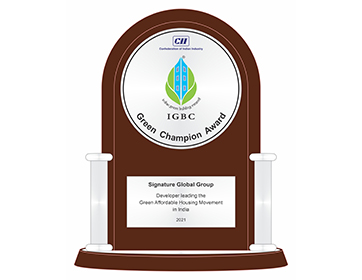 CII
Confederation of Indian Industry
indian green building council
IGBC
Green Champion Award
Signature Global Group
Developer leading the
Green Affordable Housing Movement
in India
2021